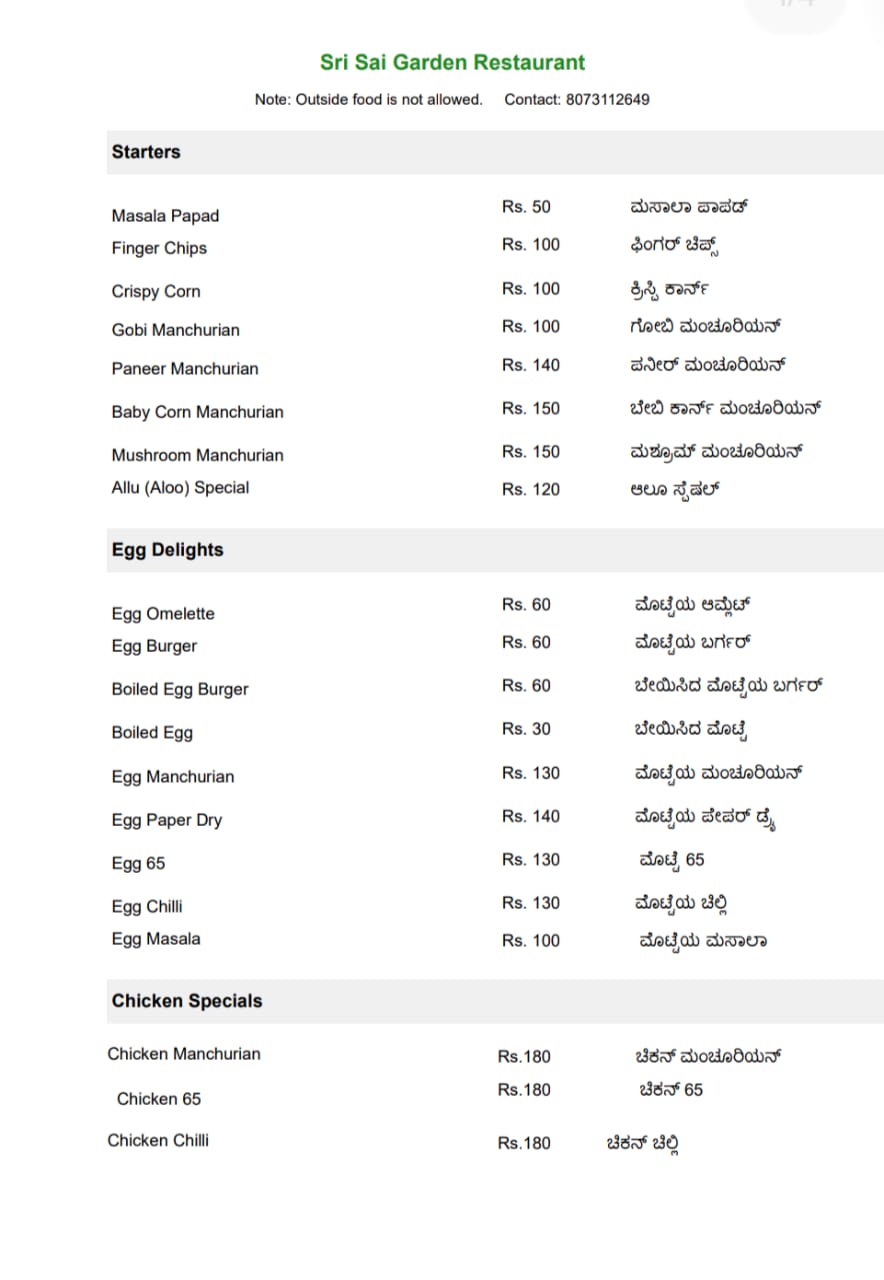 Sri Sai Garden Restaurant
Note: Outside food is not allowed. Contact: 8073112649
Starters
Masala Papad Rs. 50 ಮಸಾಲಾ ಪಾಪಡ್
Finger Chips Rs. 100 ಫಿಂಗರ್ ಚಿಪ್ಸ್
Crispy Corn Rs. 100 ಕ್ರಿಸ್ಪಿ ಕಾರ್ನ್
Gobi Manchurian Rs. 100 ಗೋಬಿ ಮಂಚೂರಿಯನ್
Paneer Manchurian Rs. 140 ಪನೀರ್ ಮಂಚೂರಿಯನ್
Baby Corn Manchurian Rs. 150 ಬೇಬಿ ಕಾರ್ನ್ ಮಂಚೂರಿಯನ್
Mushroom Manchurian Rs. 150 ಮಶ್ರೂಮ್ ಮಂಚೂರಿಯನ್
Allu (Aloo) Special Rs. 120 ಆಲೂ ಸ್ಪೆಷಲ್
Egg Delights
Egg Omelette Rs. 60 ಮೊಟ್ಟೆಯ ಆಮ್ಲೆಟ್
Egg Burger Rs. 60 ಮೊಟ್ಟೆಯ ಬರ್ಗರ್
Boiled Egg Burger Rs. 60 ಬೇಯಿಸಿದ ಮೊಟ್ಟೆಯ ಬರ್ಗರ್
Boiled Egg Rs. 30 ಬೇಯಿಸಿದ ಮೊಟ್ಟೆ
Egg Manchurian Rs. 130 ಮೊಟ್ಟೆಯ ಮಂಚೂರಿಯನ್
Egg Paper Dry Rs. 140 ಮೊಟ್ಟೆಯ ಪೇಪರ್ ಡ್ರೈ
Egg 65 Rs. 130 ಮೊಟ್ಟೆ 65
Egg Chilli Rs. 130 ಮೊಟ್ಟೆಯ ಚಿಲ್ಲಿ
Egg Masala Rs. 100 ಮೊಟ್ಟೆಯ ಮಸಾಲಾ
Chicken Specials
Chicken Manchurian Rs.180 ಚಿಕನ್ ಮಂಚೂರಿಯನ್
Chicken 65 Rs.180 ಚಿಕನ್ 65
Chicken Chilli Rs.180 ಚಿಕನ್ ಚಿಲ್ಲಿ